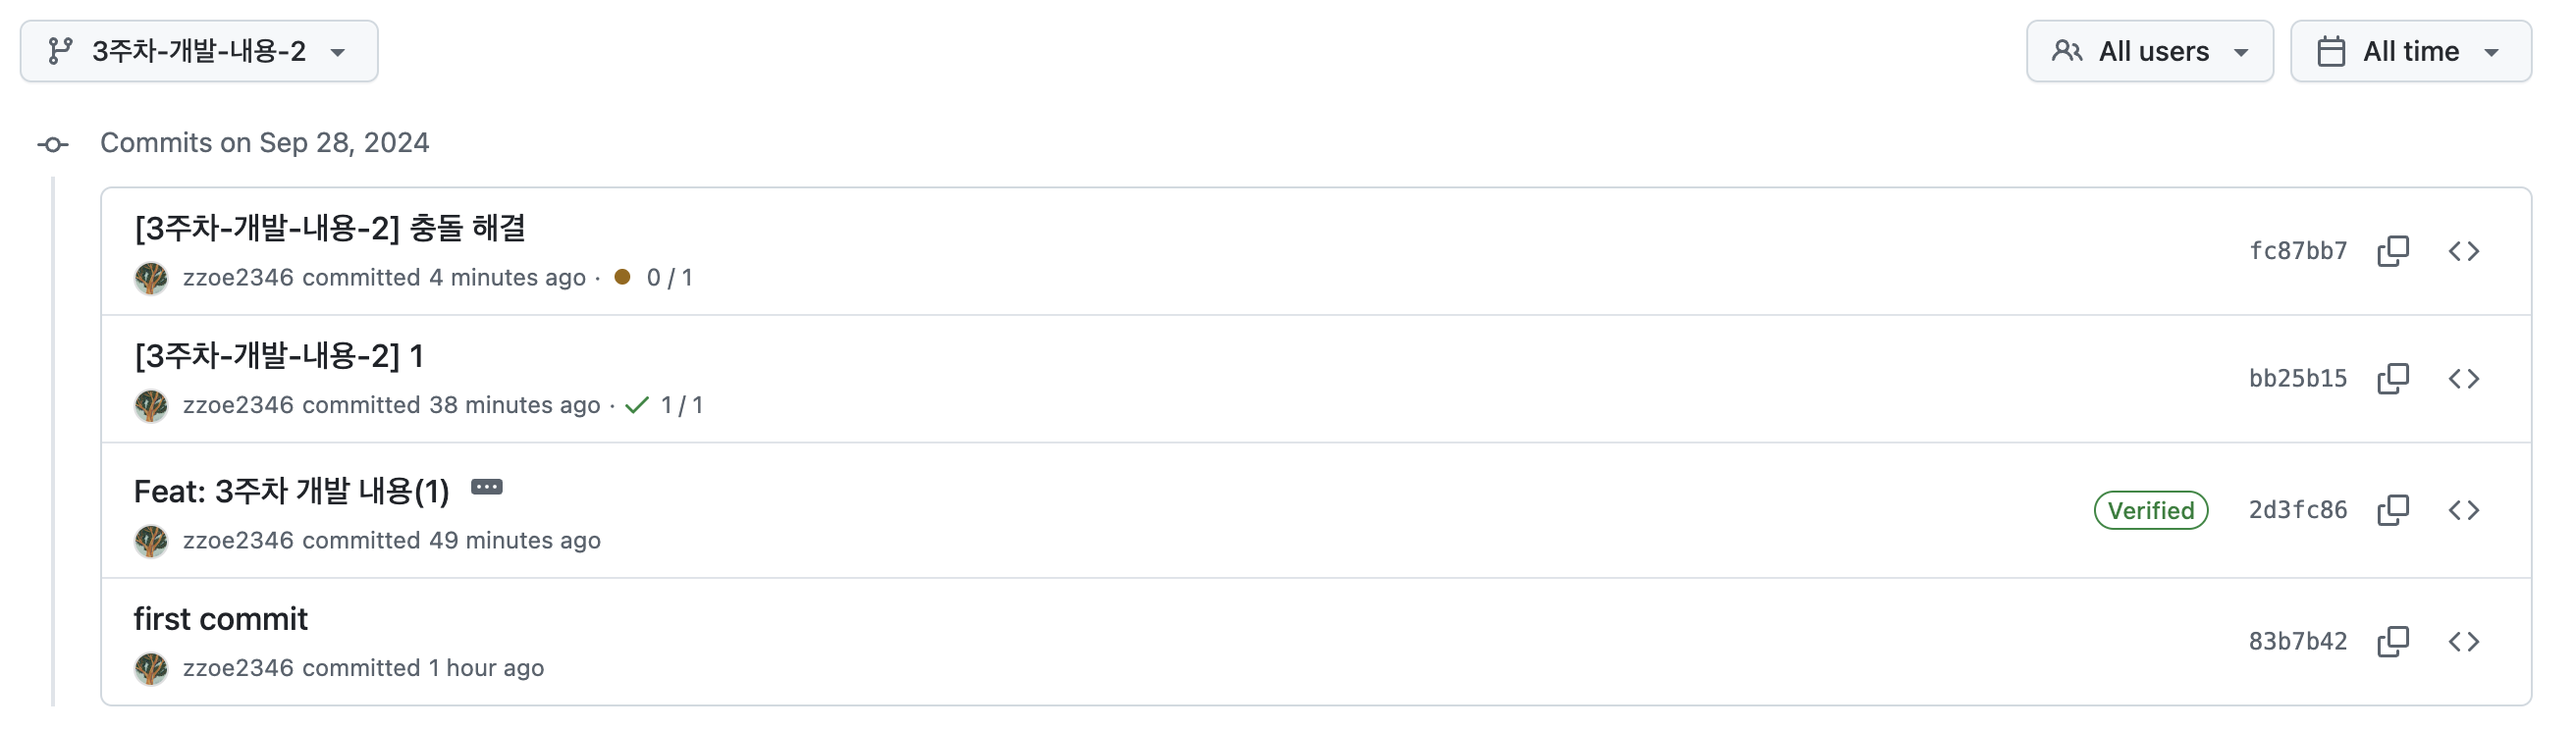 3주차-개발-내용-2
All users
All time
Commits on Sep 28, 2024
[3주차-개발-내용-2] 충돌 해결
zzoe2346 committed 4 minutes ago · 0 / 1
fc87bb7
[3주차-개발-내용-2] 1
zzoe2346 committed 38 minutes ago · 1 / 1
bb25b15
Feat: 3주차 개발 내용(1)
zzoe2346 committed 49 minutes ago
Verified
2d3fc86
first commit
zzoe2346 committed 1 hour ago
83b7b42